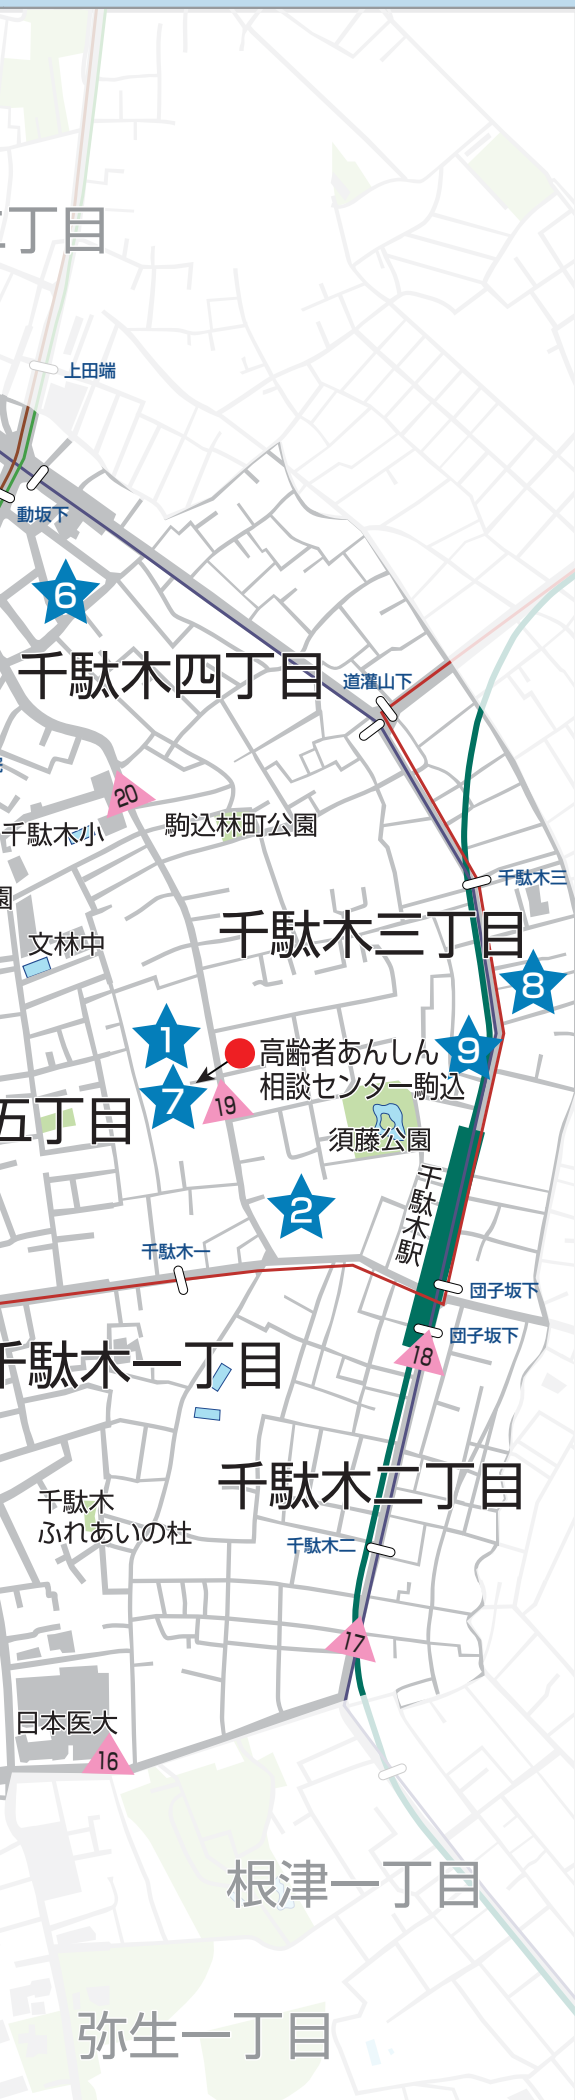 丁目
上田端
動坂下
6
千駄木四丁目
道灌山下
20
千駄木小
駒込林町公園
千駄木三
園
千駄木三丁目
文林中
8
1
9
高齢者あんしん
相談センター駒込
7
19
五丁目
須藤公園
千駄木駅
2
千駄木一
団子坂下
団子坂下
18
千駄木一丁目
千駄木二丁目
千駄木
ふれあいの杜
千駄木二
17
日本医大
16
根津一丁目
弥生一丁目